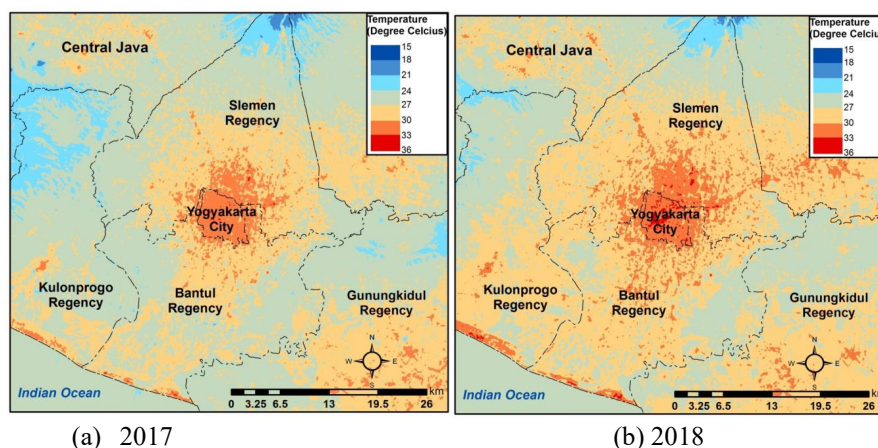 Temperature
(Degree Celcius)
15
18
21
24
27
30
33
36
Central Java
Slemen
Regency
Yogyakarta
City
Kulonprogo
Regency
Bantul
Regency
Gunungkidul
Regency
N
W E
S
Indian Ocean
km
0 3.25 6.5 13 19.5 26
(a) 2017
Temperature
(Degree Celcius)
15
18
21
24
27
30
33
36
Central Java
Slemen
Regency
Yogyakarta
City
Kulonprogo
Regency
Bantul
Regency
Gunungkidul
Regency
N
W E
S
Indian Ocean
km
0 3.25 6.5 13 19.5 26
(b) 2018